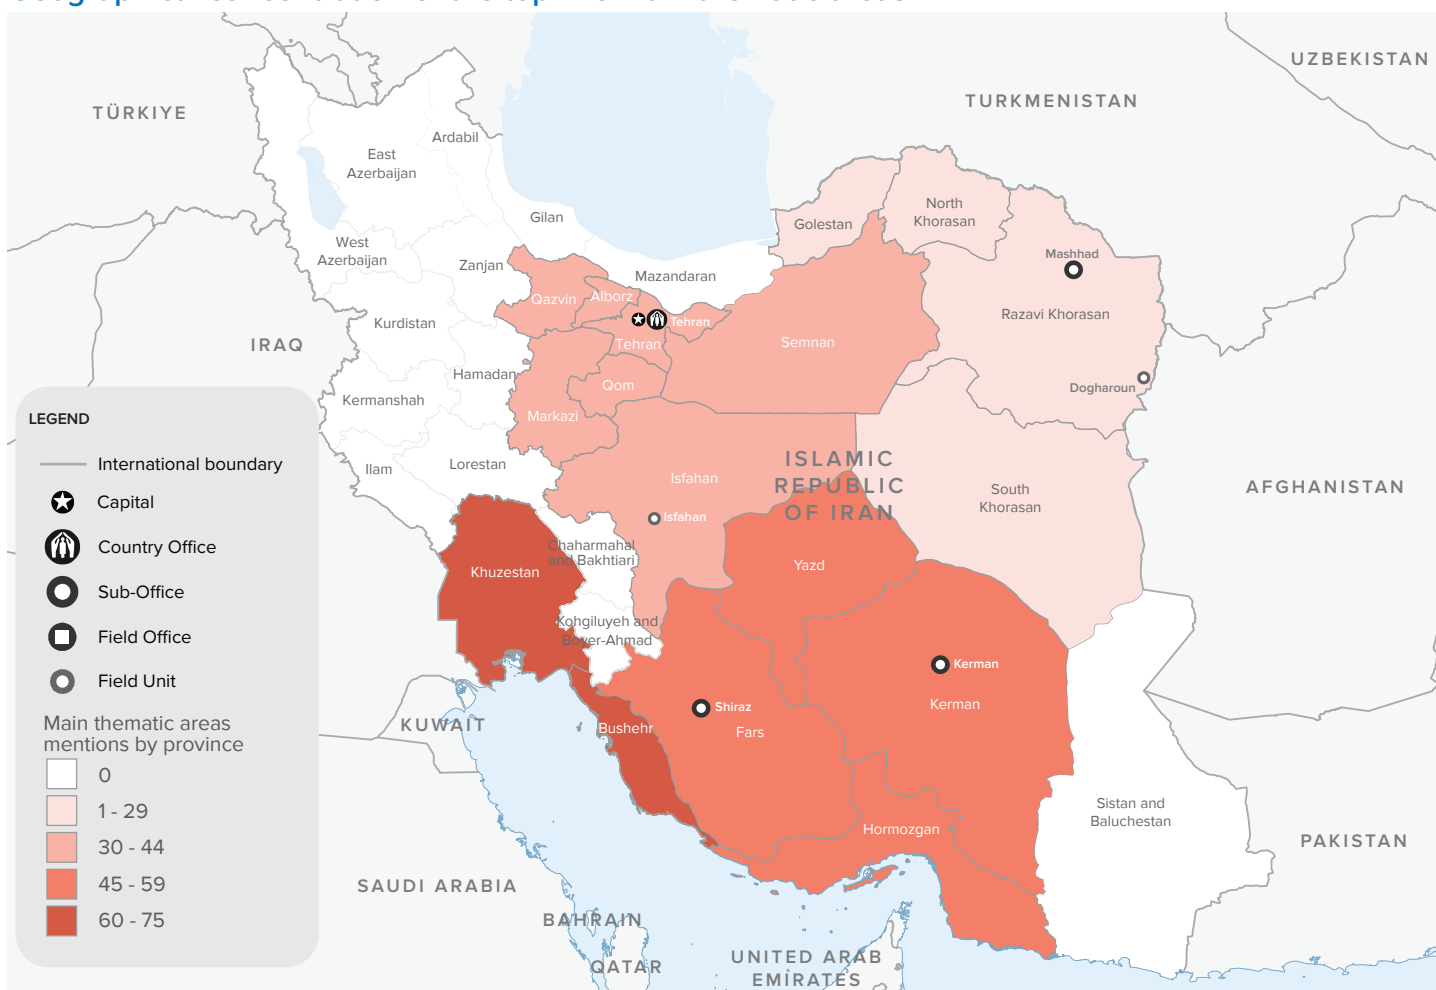 UZBEKISTAN
TURKMENISTAN
TÜRKIYE
Ardabil
East
Azerbaijan
North
Khorasan
Gilan
Golestan
West
Azerbaijan
Mashhad
Zanjan
Mazandaran
Qazvin
Alborz
Razavi Khorasan
Kurdistan
Tehran
Tehran
Semnan
IRAQ
Hamadan
Qom
Dogharoun
Kermanshah
Markazi
LEGEND
International boundary
Capital
Country Office
Sub-Office
Field Office
Field Unit
Main thematic areas
mentions by province
0
1 - 29
30 - 44
45 - 59
60 - 75
Ilam
Lorestan
ISLAMIC
REPUBLIC
OF IRAN
Isfahan
Isfahan
South
Khorasan
AFGHANISTAN
Chaharmahal
and Bakhtiari
Khuzestan
Yazd
Kohgiluyeh and
Boyer-Ahmad
Kerman
Kerman
Shiraz
Fars
KUWAIT
Bushehr
Sistan and
Baluchestan
Hormozgan
PAKISTAN
SAUDI ARABIA
BAHRAIN
QATAR
UNITED ARAB
EMIRATES